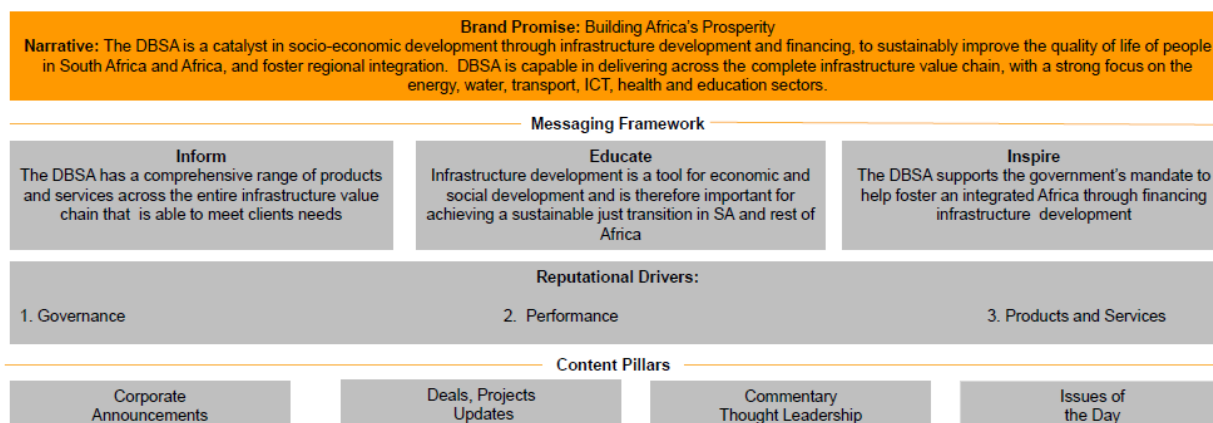 Brand Promise: Building Africa's Prosperity
Narrative: The DBSA is a catalyst in socio-economic development through infrastructure development and financing, to sustainably improve the quality of life of people
in South Africa and Africa, and foster regional integration.  DBSA is capable in delivering across the complete infrastructure value chain, with a strong focus on the
energy, water, transport, ICT, health and education sectors.
Messaging Framework
Inform
The DBSA has a comprehensive range of products
and services across the entire infrastructure value
chain that  is able to meet clients needs
Educate
Infrastructure development is a tool for economic and
social development and is therefore important for
achieving a sustainable just transition in SA and rest of
Africa
Inspire
The DBSA supports the government's mandate to
help foster an integrated Africa through financing
infrastructure  development
Reputational Drivers:
1. Governance
2.  Performance
3. Products and Services
Content Pillars
Corporate
Announcements
Deals, Projects
Updates
Commentary
Thought Leadership
Issues of
the Day